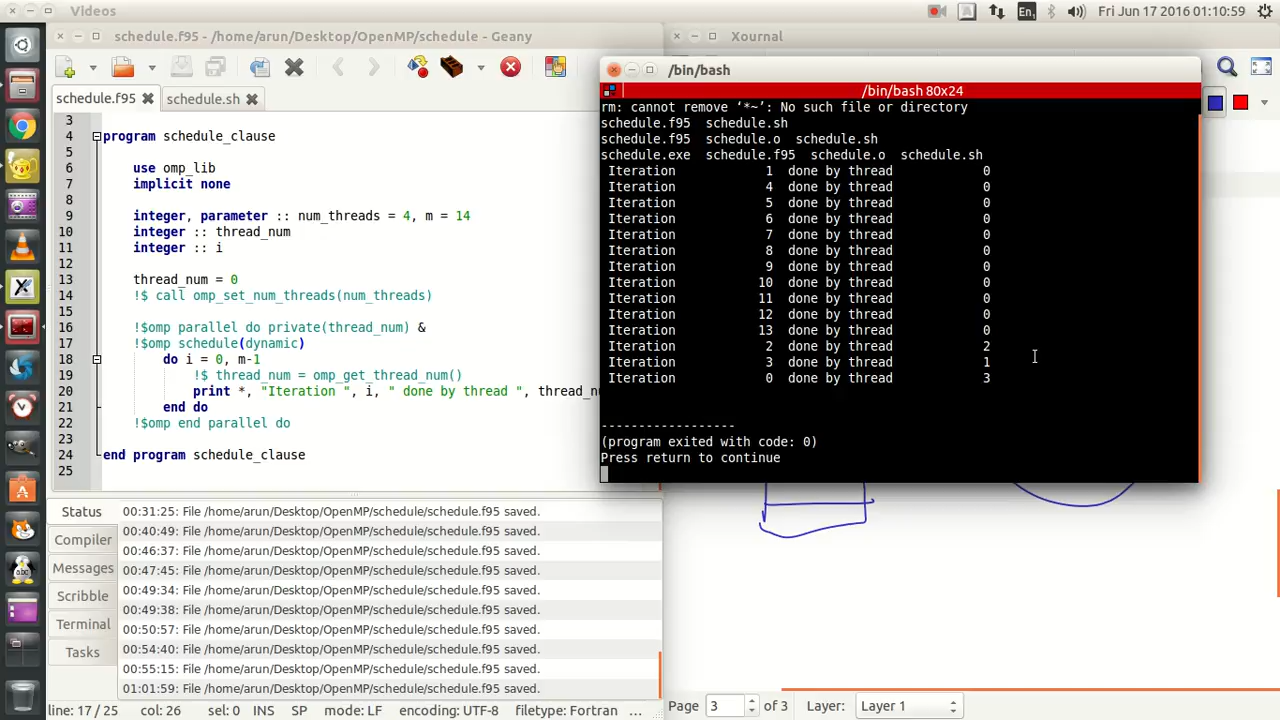 Videos
En1
Fri Jun 17 2016 01:10:59
schedule.f95 - /home/arun/Desktop/OpenMP/schedule - Geany
Xournal
schedule.f95
schedule.sh
3
4 program schedule_clause
5
6 use omp_lib
7 implicit none
8
9 integer, parameter :: num_threads = 4, m = 14
10 integer :: thread_num
11 integer :: i
12
13 thread_num = 0
14 !$ call omp_set_num_threads(num_threads)
15
16 !$omp parallel do private(thread_num) &
17 !$omp schedule(dynamic)
18 do i = 0, m-1
19 !$ thread_num = omp_get_thread_num()
20 print *, "Iteration ", i, " done by thread ", thread_nu
21 end do
22 !$omp end parallel do
23
24 end program schedule_clause
25
/bin/bash
/bin/bash 80x24
rm: cannot remove ‘*~’: No such file or directory
schedule.f95 schedule.sh
schedule.f95 schedule.o schedule.sh
schedule.exe schedule.f95 schedule.o schedule.sh
Iteration 1 done by thread 0
Iteration 4 done by thread 0
Iteration 5 done by thread 0
Iteration 6 done by thread 0
Iteration 7 done by thread 0
Iteration 8 done by thread 0
Iteration 9 done by thread 0
Iteration 10 done by thread 0
Iteration 11 done by thread 0
Iteration 12 done by thread 0
Iteration 13 done by thread 0
Iteration 2 done by thread 2
Iteration 3 done by thread 1
Iteration 0 done by thread 3
------------------
(program exited with code: 0)
Press return to continue
Status
Compiler
Messages
Scribble
Terminal
Tasks
00:31:25: File /home/arun/Desktop/OpenMP/schedule/schedule.f95 saved.
00:40:49: File /home/arun/Desktop/OpenMP/schedule/schedule.f95 saved.
00:46:37: File /home/arun/Desktop/OpenMP/schedule/schedule.f95 saved.
00:47:45: File /home/arun/Desktop/OpenMP/schedule/schedule.f95 saved.
00:49:34: File /home/arun/Desktop/OpenMP/schedule/schedule.f95 saved.
00:49:38: File /home/arun/Desktop/OpenMP/schedule/schedule.f95 saved.
00:50:57: File /home/arun/Desktop/OpenMP/schedule/schedule.f95 saved.
00:54:40: File /home/arun/Desktop/OpenMP/schedule/schedule.f95 saved.
00:55:15: File /home/arun/Desktop/OpenMP/schedule/schedule.f95 saved.
01:01:59: File /home/arun/Desktop/OpenMP/schedule/schedule.f95 saved.
line: 17 / 25 col: 26 sel: 0 INS SP mode: LF encoding: UTF-8 filetype: Fortran ...
Page 3 of 3 Layer: Layer 1